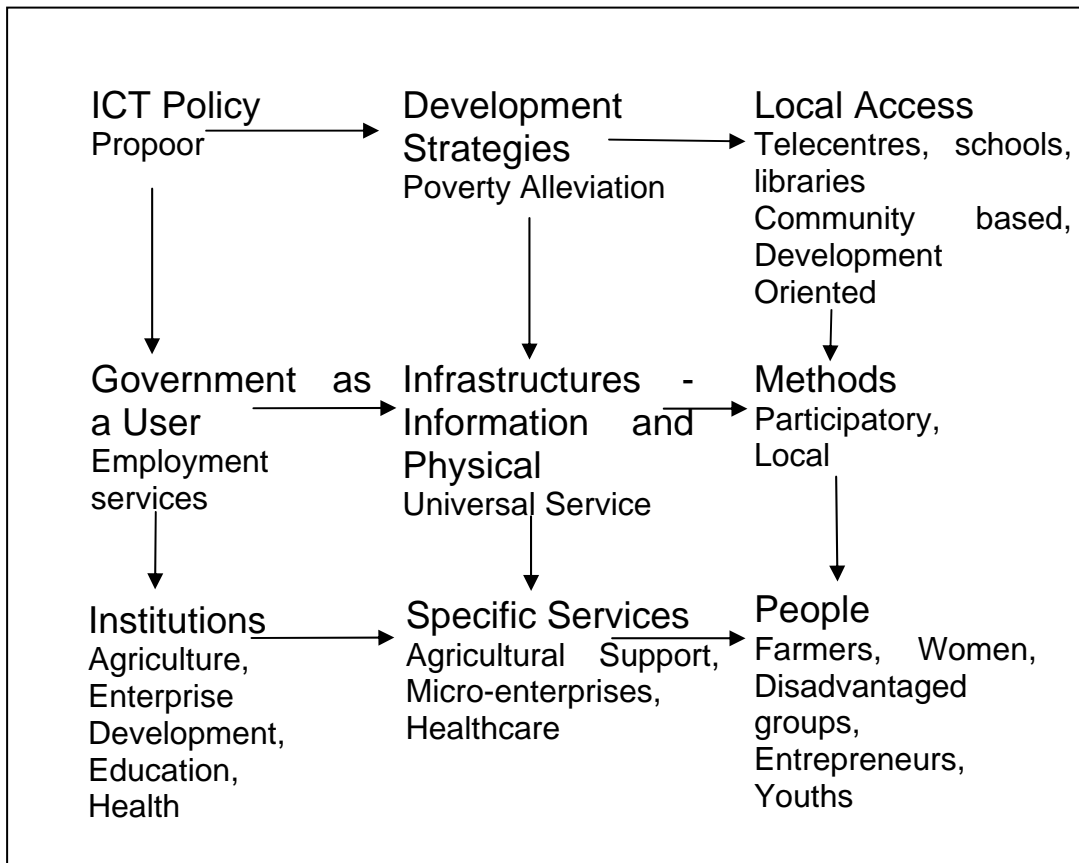 ICT Policy
Propoor
Development
Strategies
Poverty Alleviation
Local Access
Telecentres, schools,
libraries
Community based,
Development
Oriented
Government as
a User
Employment
services
Infrastructures -
Information and
Physical
Universal Service
Methods
Participatory,
Local
Institutions
Agriculture,
Enterprise
Development,
Education,
Health
Specific Services
Agricultural Support,
Micro-enterprises,
Healthcare
People
Farmers, Women,
Disadvantaged
groups,
Entrepreneurs,
Youths